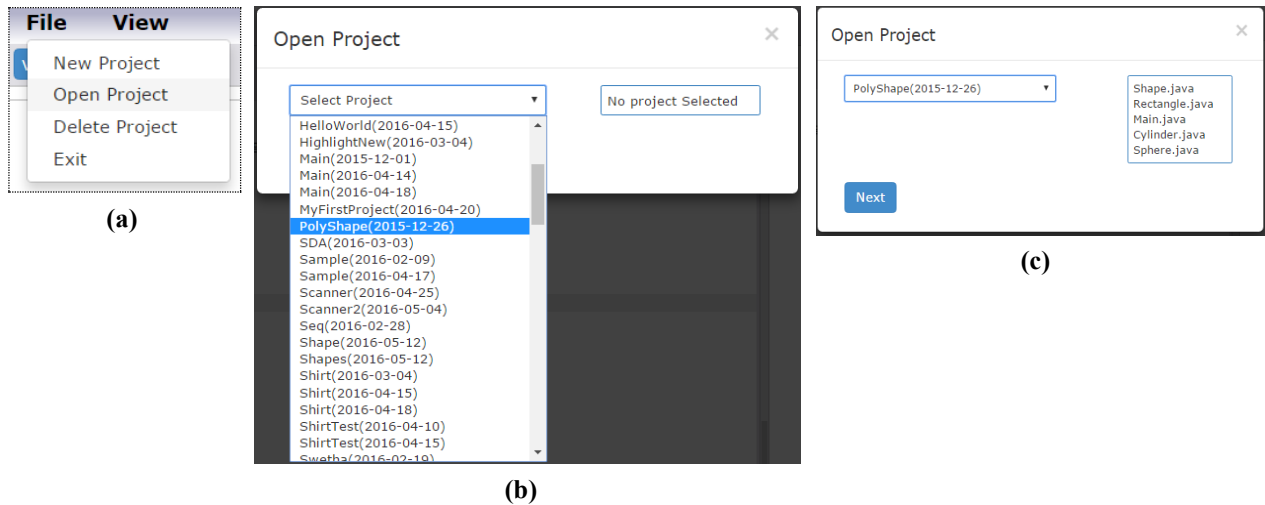 File View
V
New Project
Open Project
Delete Project
Exit
(a)
Open Project ×
Select Project ▼
No project Selected
HelloWorld(2016-04-15)
HighlightNew(2016-03-04)
Main(2015-12-01)
Main(2016-04-14)
Main(2016-04-18)
MyFirstProject(2016-04-20)
PolyShape(2015-12-26)
SDA(2016-03-03)
Sample(2016-02-09)
Sample(2016-04-17)
Scanner(2016-04-25)
Scanner2(2016-05-04)
Seq(2016-02-28)
Shape(2016-05-12)
Shapes(2016-05-12)
Shirt(2016-03-04)
Shirt(2016-04-15)
Shirt(2016-04-18)
ShirtTest(2016-04-10)
ShirtTest(2016-04-15)
Swetha(2016-02-19)
(b)
Open Project ×
PolyShape(2015-12-26) ▼
Shape.java
Rectangle.java
Main.java
Cylinder.java
Sphere.java
Next
(c)